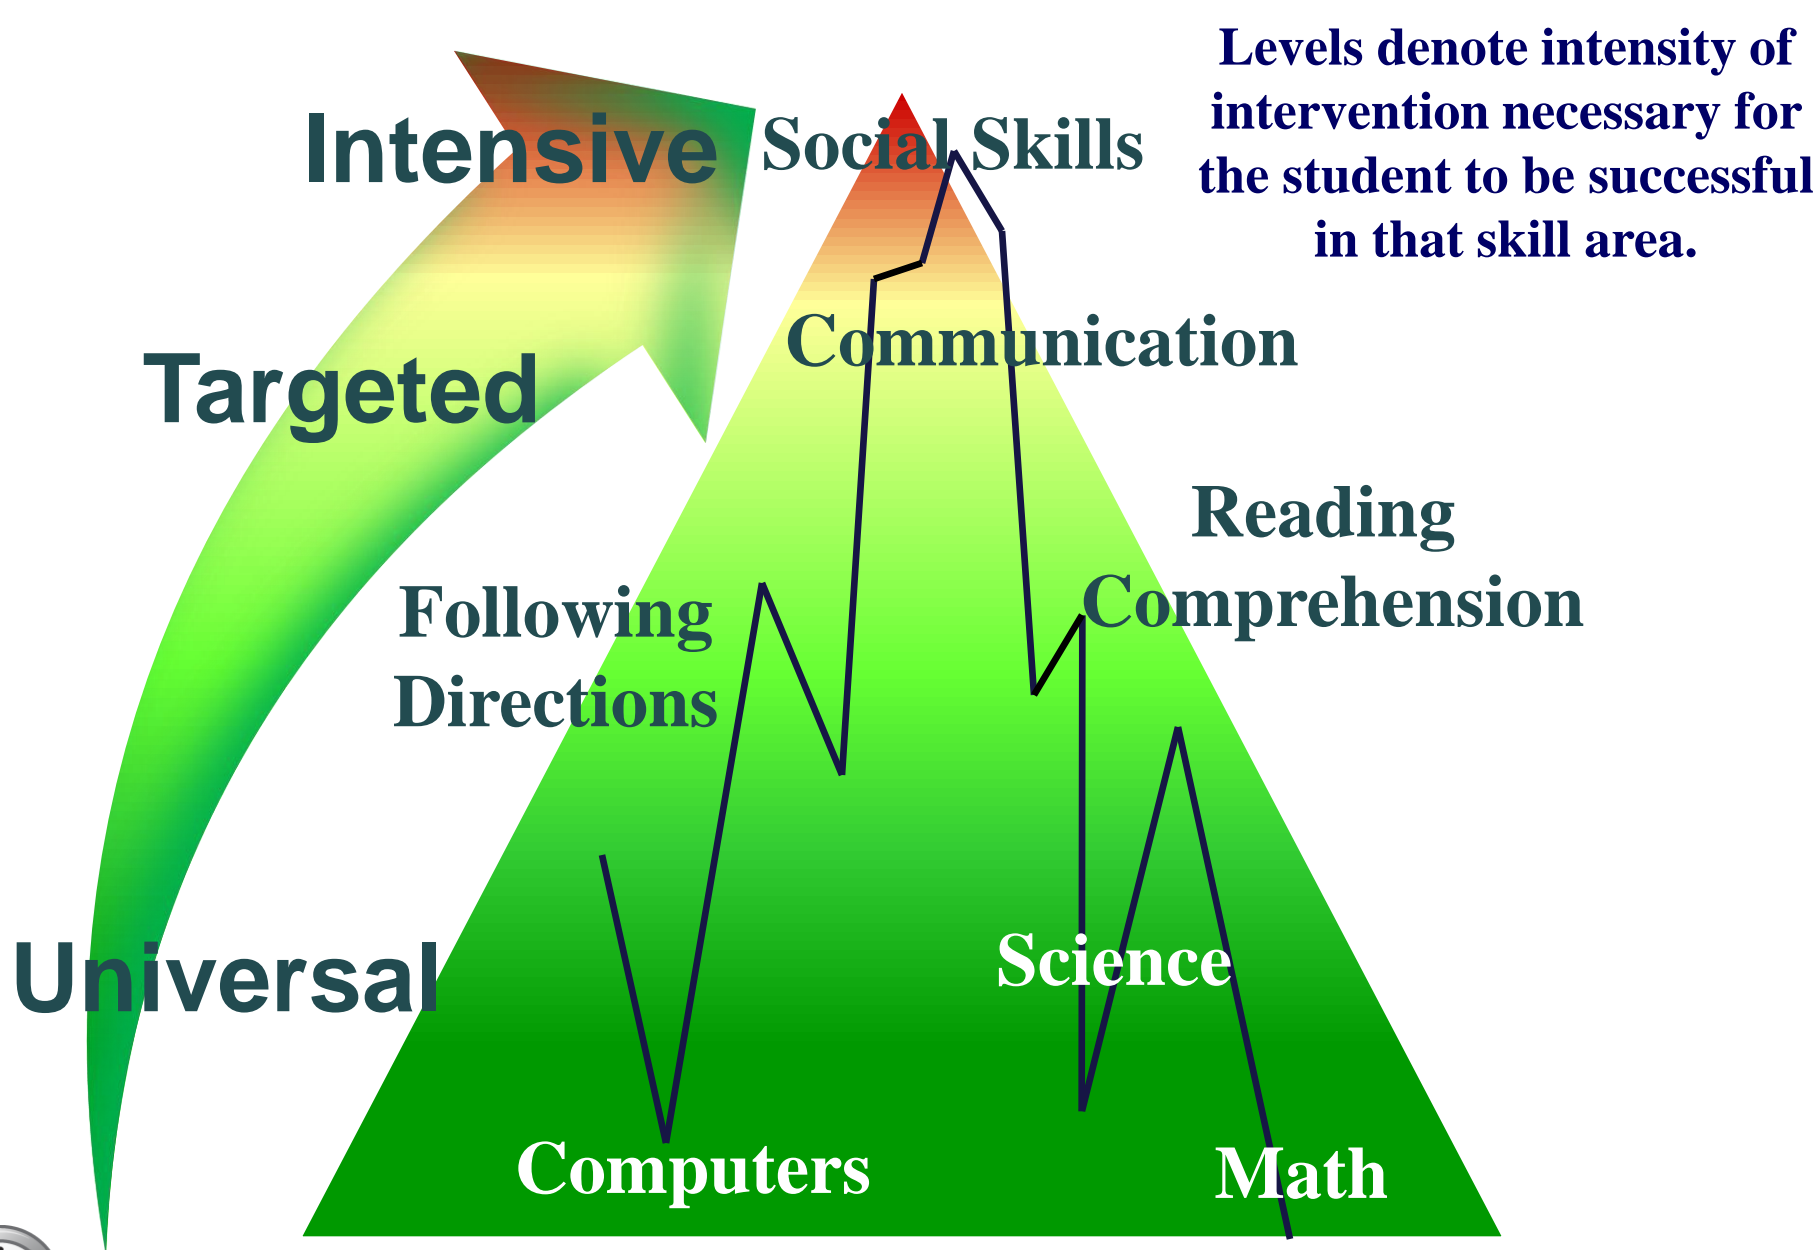 Levels denote intensity of
intervention necessary for
the student to be successful
in that skill area.
Intensive
Social Skills
Communication
Targeted
Reading
Comprehension
Following
Directions
Universal
Science
Computers
Math